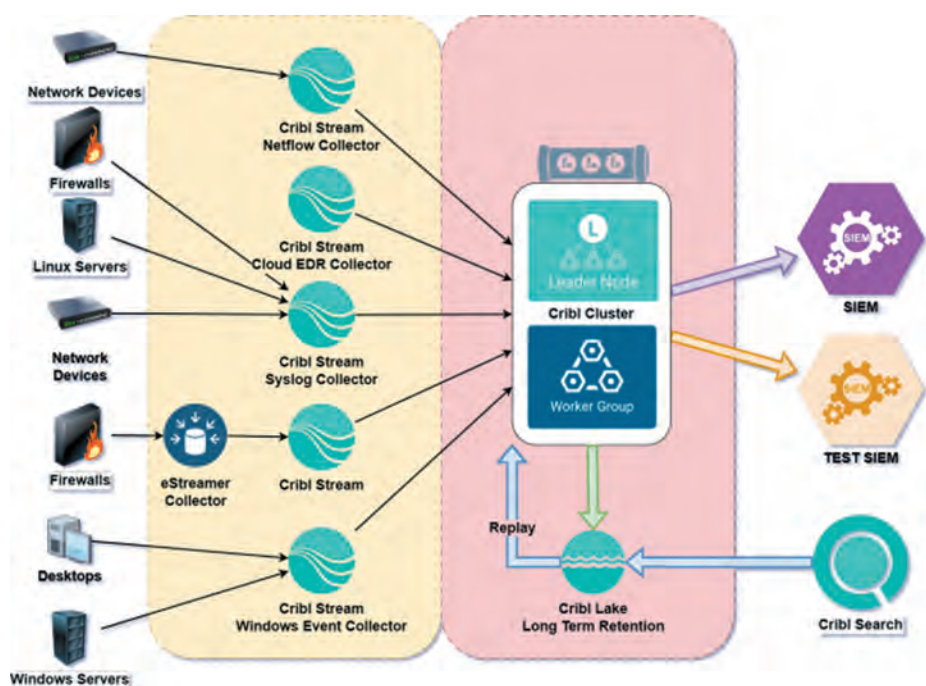 Network Devices
Firewalls
Linux Servers
Network
Devices
Firewalls
Desktops
Windows Servers
eStreamer
Collector
Cribl Stream
Netflow Collector
Cribl Stream
Cloud EDR Collector
Cribl Stream
Syslog Collector
Cribl Stream
Cribl Stream
Windows Event Collector
L
Leader Node
Cribl Cluster
Worker Group
Replay
Cribl Lake
Long Term Retention
SIEM
SIEM
SIEM
TEST SIEM
Cribl Search